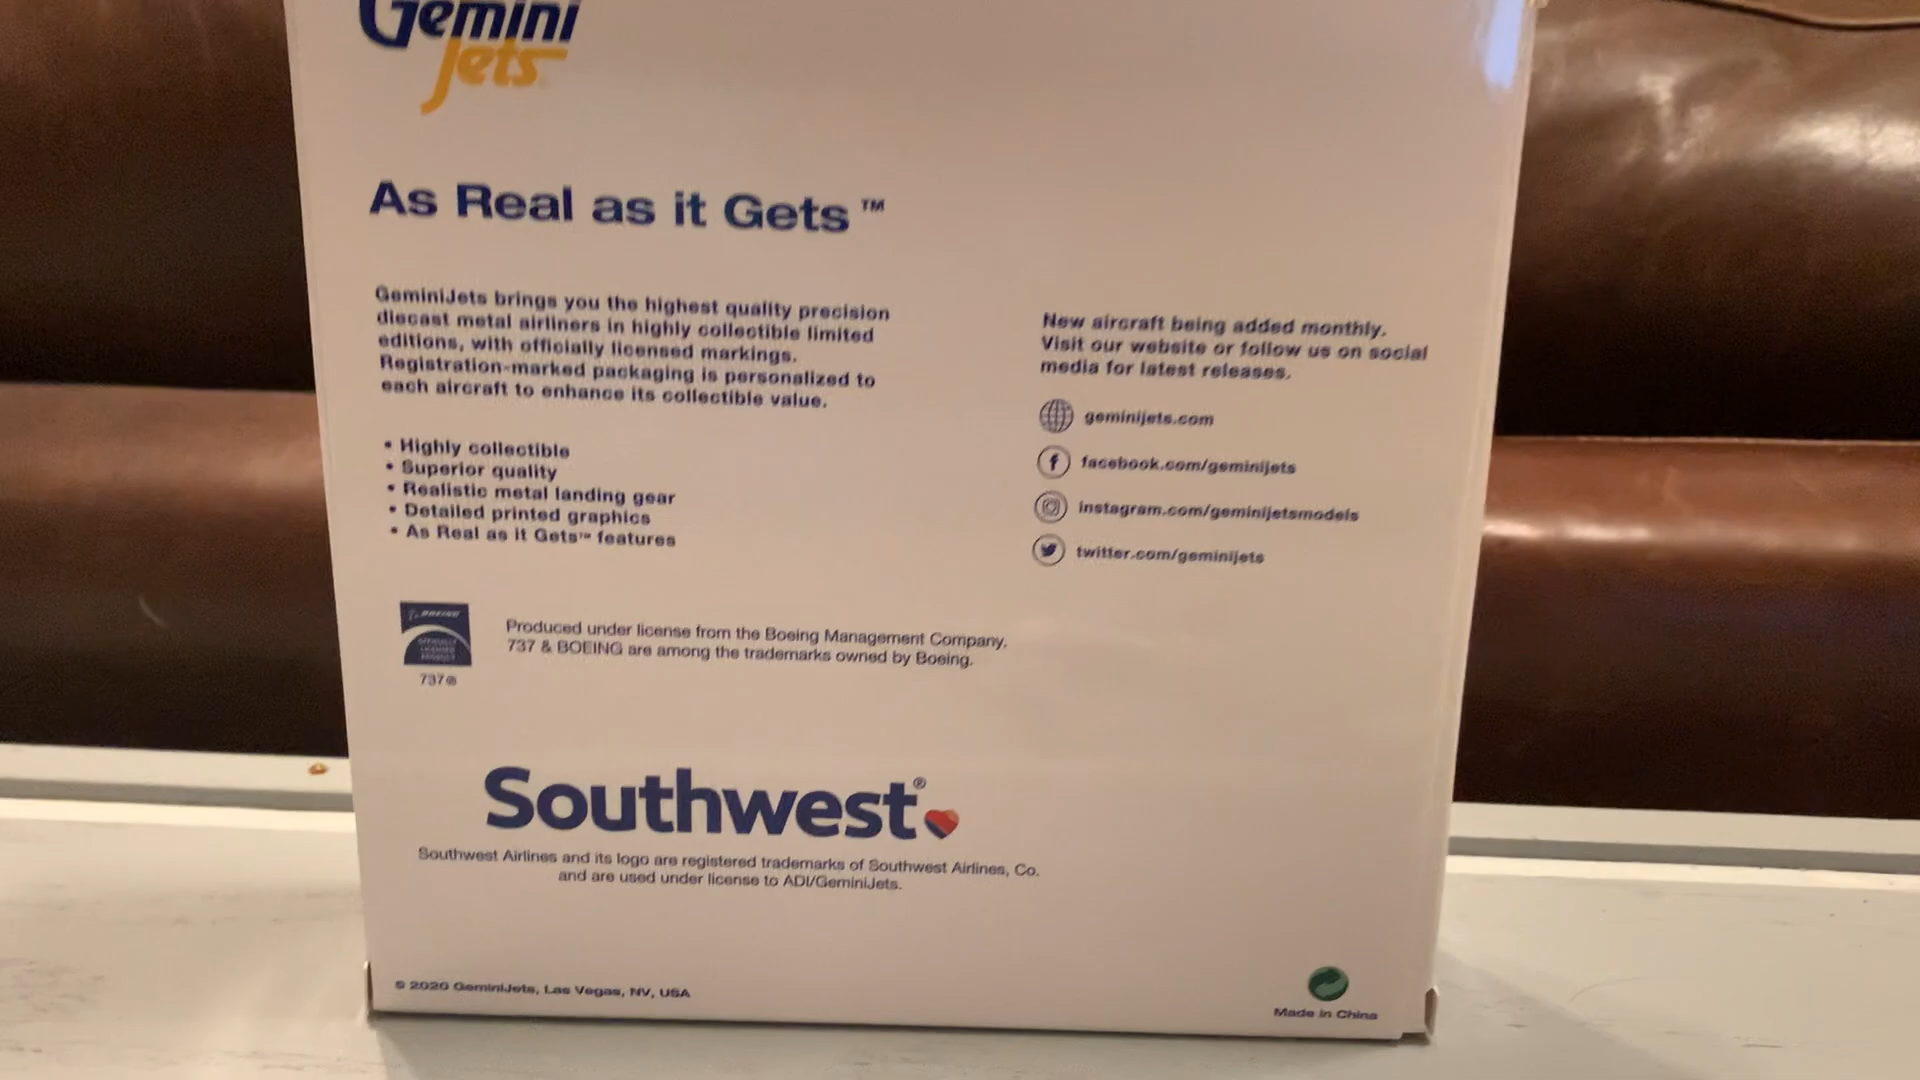 Gemini
Jets
As Real as it Gets™
GeminiJets brings you the highest quality precision
diecast metal airliners in highly collectible limited
editions, with officially licensed markings.
Registration-marked packaging is personalized to
each aircraft to enhance its collectible value.
• Highly collectible
• Superior quality
• Realistic metal landing gear
• Detailed printed graphics
• As Real as it Gets™ features
New aircraft being added monthly.
Visit our website or follow us on social
media for latest releases.
geminijets.com
facebook.com/geminijets
instagram.com/geminijetsmodels
twitter.com/geminijets
BOEING
OFFICIALLY
LICENSED
PRODUCT
737®
Produced under license from the Boeing Management Company.
737 & BOEING are among the trademarks owned by Boeing.
Southwest®
Southwest Airlines and its logo are registered trademarks of Southwest Airlines, Co.
and are used under license to ADI/GeminiJets.
© 2020 GeminiJets, Las Vegas, NV, USA
Made in China